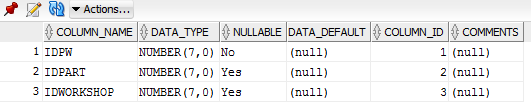 Actions...
COLUMN_NAME DATA_TYPE NULLABLE DATA_DEFAULT COLUMN_ID COMMENTS
1 IDPW NUMBER(7,0) No (null) 1 (null)
2 IDPART NUMBER(7,0) Yes (null) 2 (null)
3 IDWORKSHOP NUMBER(7,0) Yes (null) 3 (null)